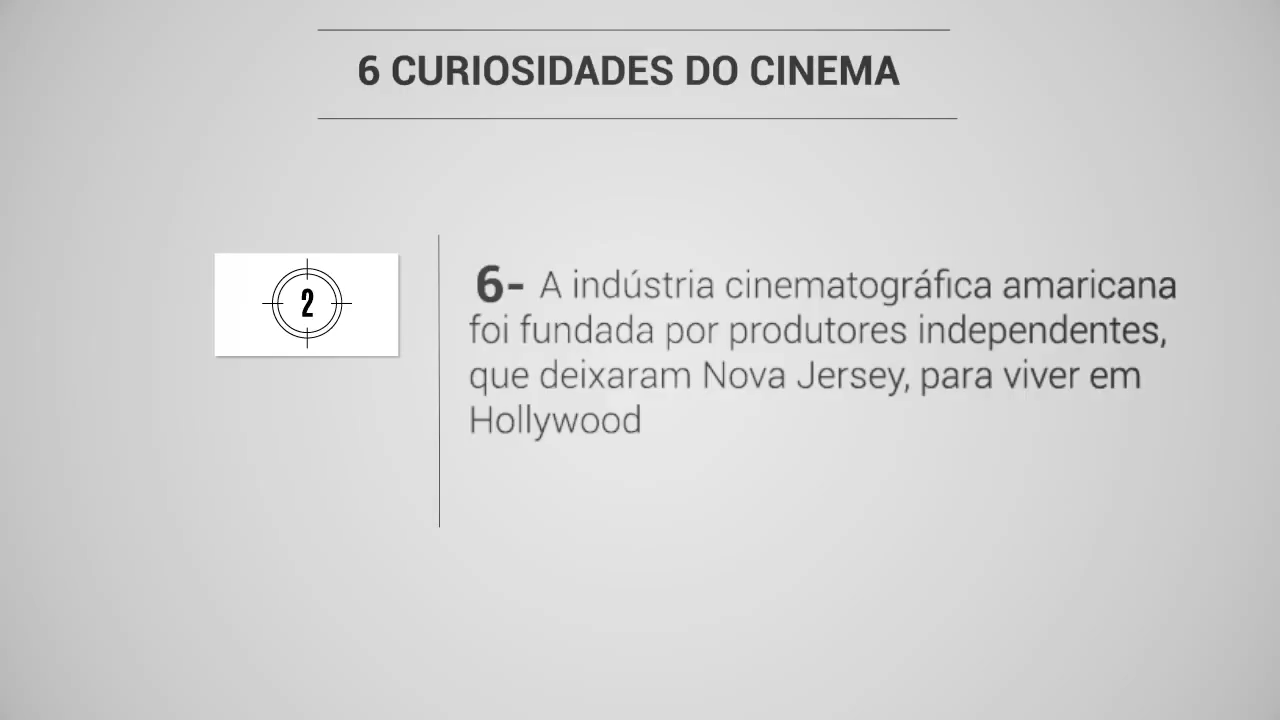 6 CURIOSIDADES DO CINEMA
2
6- A indústria cinematográfica amaricana
foi fundada por produtores independentes,
que deixaram Nova Jersey, para viver em
Hollywood